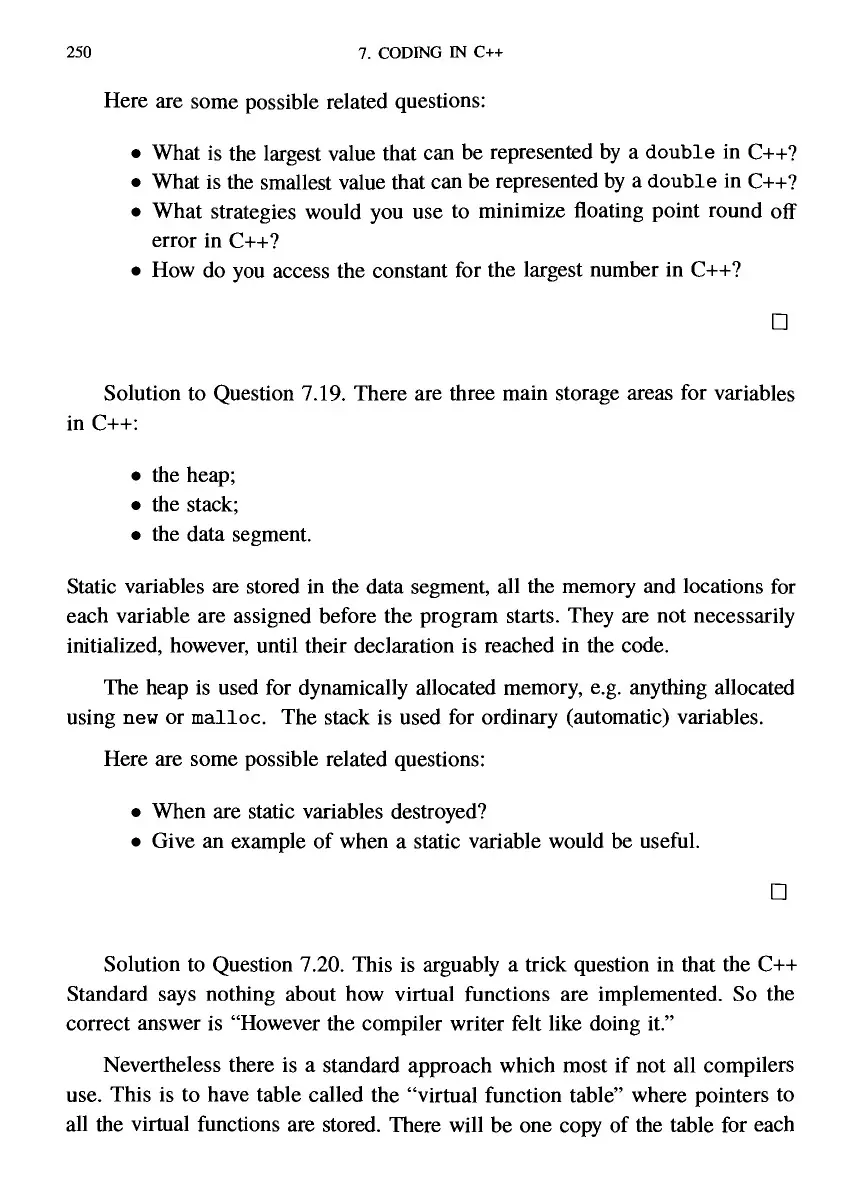 250 7. CODING IN C++
Here are some possible related questions:
• What is the largest value that can be represented by a double in C++?
• What is the smallest value that can be represented by a double in C++?
• What strategies would you use to minimize floating point round off
error in C++?
• How do you access the constant for the largest number in C++?
□
Solution to Question 7.19. There are three main storage areas for variables
in C++:
• the heap;
• the stack;
• the data segment.
Static variables are stored in the data segment, all the memory and locations for
each variable are assigned before the program starts. They are not necessarily
initialized, however, until their declaration is reached in the code.
The heap is used for dynamically allocated memory, e.g. anything allocated
using new or malloc. The stack is used for ordinary (automatic) variables.
Here are some possible related questions:
• When are static variables destroyed?
• Give an example of when a static variable would be useful.
□
Solution to Question 7.20. This is arguably a trick question in that the C++
Standard says nothing about how virtual functions are implemented. So the
correct answer is “However the compiler writer felt like doing it.”
Nevertheless there is a standard approach which most if not all compilers
use. This is to have table called the “virtual function table” where pointers to
all the virtual functions are stored. There will be one copy of the table for each